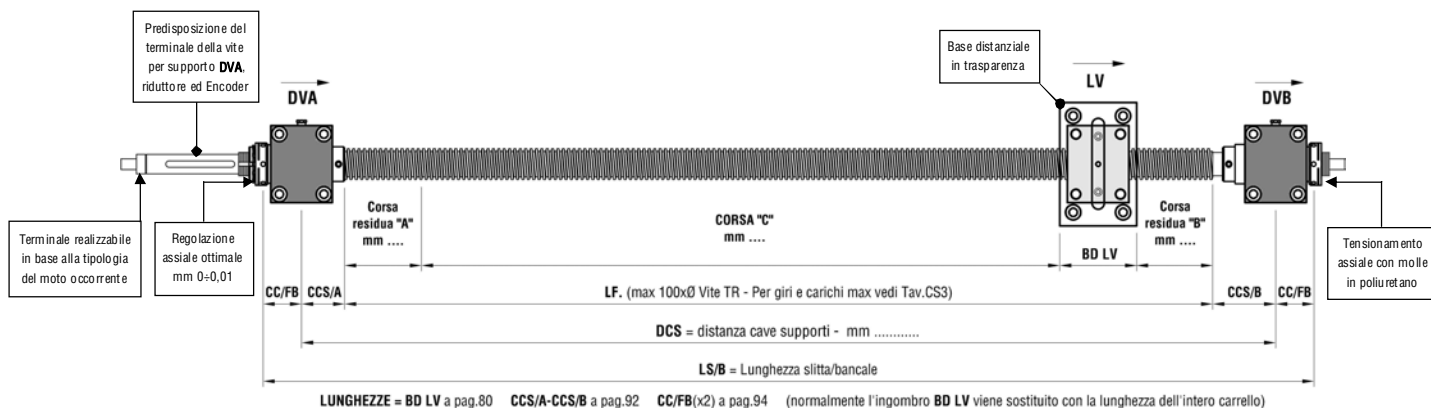 Predisposizione del
terminale della vite
per supporto DVA,
riduttore ed Encoder
DVA
Base distanziale
in trasparenza
LV
DVB
Terminale realizzabile
in base alla tipologia
del moto occorrente
Regolazione
assiale ottimale
mm 0÷0,01
Corsa
residua "A"
mm ....
CORSA "C"
mm ....
BD LV
Corsa
residua "B"
mm ....
Tensionamento
assiale con molle
in poliuretano
CC/FB
CCS/A
LF. (max 100xØ Vite TR - Per giri e carichi max vedi Tav.CS3)
CCS/B
CC/FB
DCS = distanza cave supporti - mm ............
LS/B = Lunghezza slitta/bancale
LUNGHEZZE = BD LV a pag.80 CCS/A-CCS/B a pag.92 CC/FB(x2) a pag.94 (normalmente l'ingombro BD LV viene sostituito con la lunghezza dell'intero carrello)